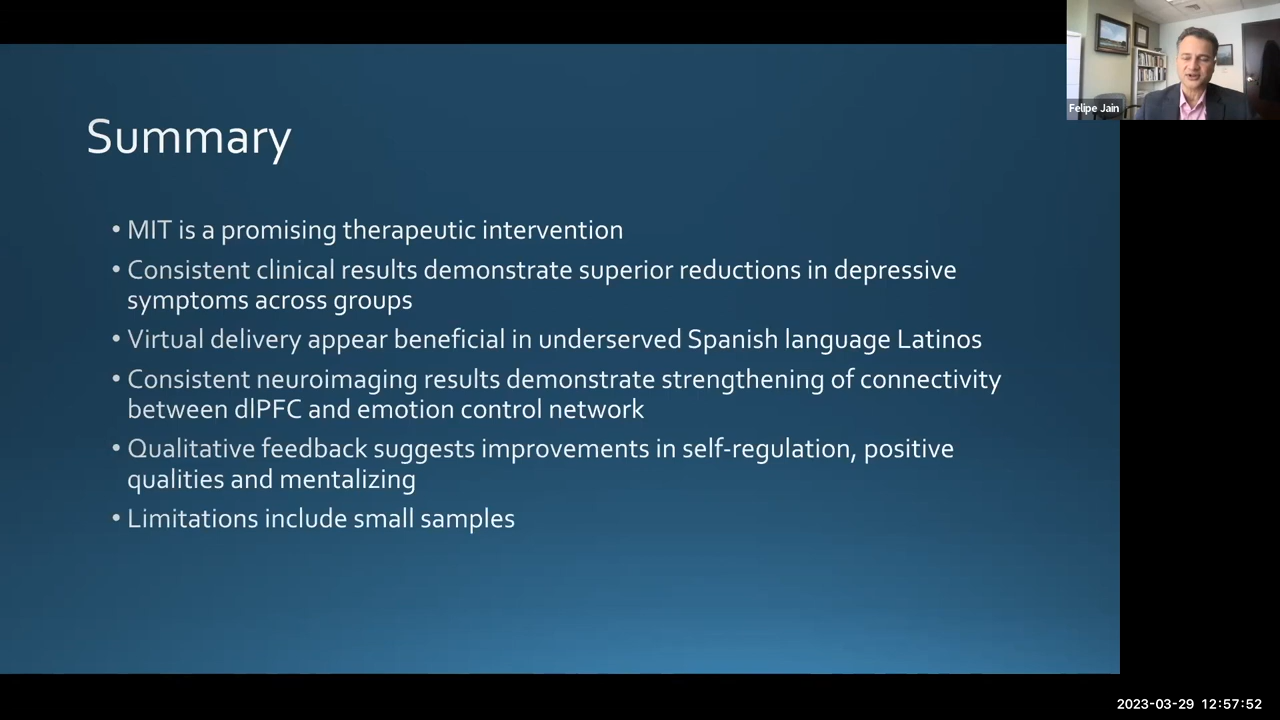 Felipe Jain
Summary
• MIT is a promising therapeutic intervention
• Consistent clinical results demonstrate superior reductions in depressive
symptoms across groups
• Virtual delivery appear beneficial in underserved Spanish language Latinos
• Consistent neuroimaging results demonstrate strengthening of connectivity
between dlPFC and emotion control network
• Qualitative feedback suggests improvements in self-regulation, positive
qualities and mentalizing
• Limitations include small samples
2023-03-29 12:57:52